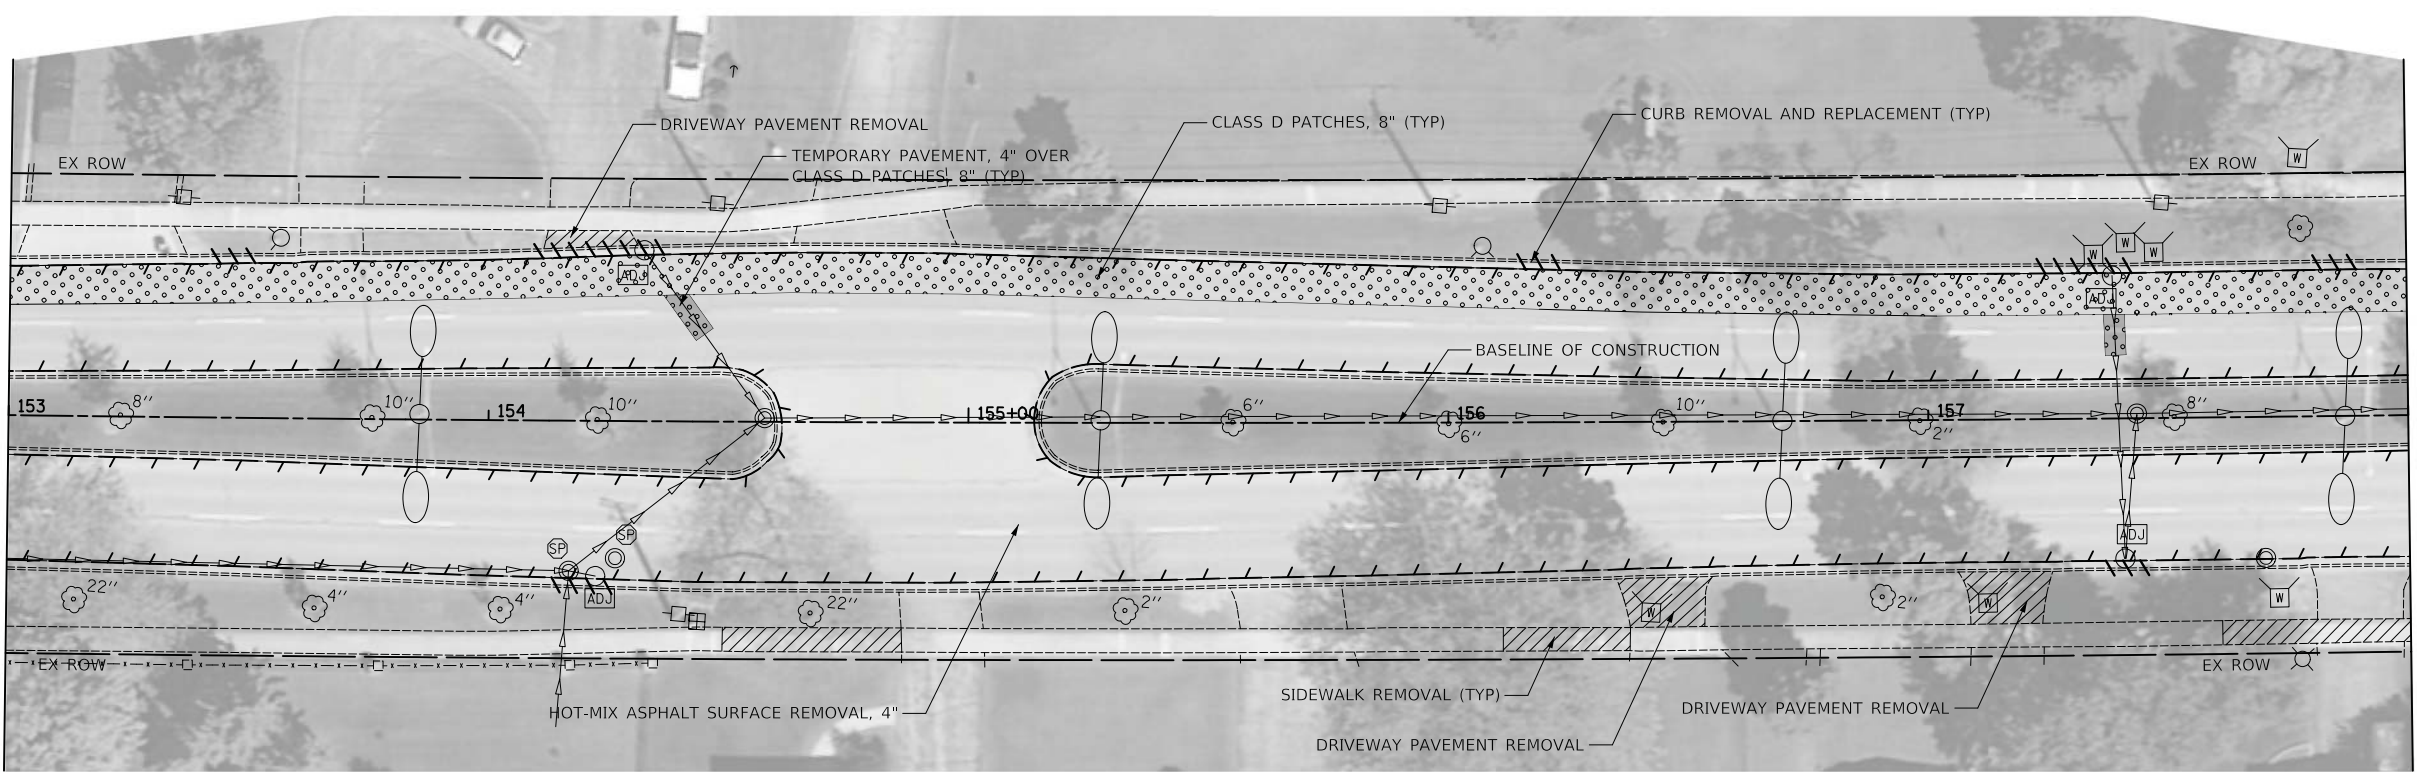 DRIVEWAY PAVEMENT REMOVAL
CLASS D PATCHES, 8" (TYP)
CURB REMOVAL AND REPLACEMENT (TYP)
TEMPORARY PAVEMENT, 4" OVER
CLASS D PATCHES, 8" (TYP)
EX ROW
EX ROW
W
W
W
W
ADJ
ADJ
BASELINE OF CONSTRUCTION
153
8"
10"
154
10"
155+00
6"
156
6"
10"
157
2"
8"
SP
SP
ADJ
22"
4"
4"
ADJ
22"
2"
W
2"
W
W
EX ROW
EX ROW
SIDEWALK REMOVAL (TYP)
HOT-MIX ASPHALT SURFACE REMOVAL, 4"
DRIVEWAY PAVEMENT REMOVAL
DRIVEWAY PAVEMENT REMOVAL